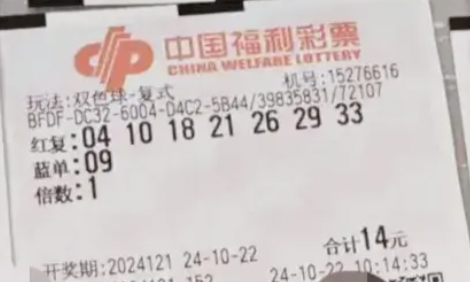 中国福利彩票
CHINA WELFARE LOTTERY
机号:15276616
玩法:双色球-复式
BFDF-DC32-6004-D4C2-5B44/39835831/72107
红复:04 10 18 21 26 29 33
蓝单:09
倍数:1
合计14元
开奖期:2024121 24-10-22
24-10-22 10:14:33